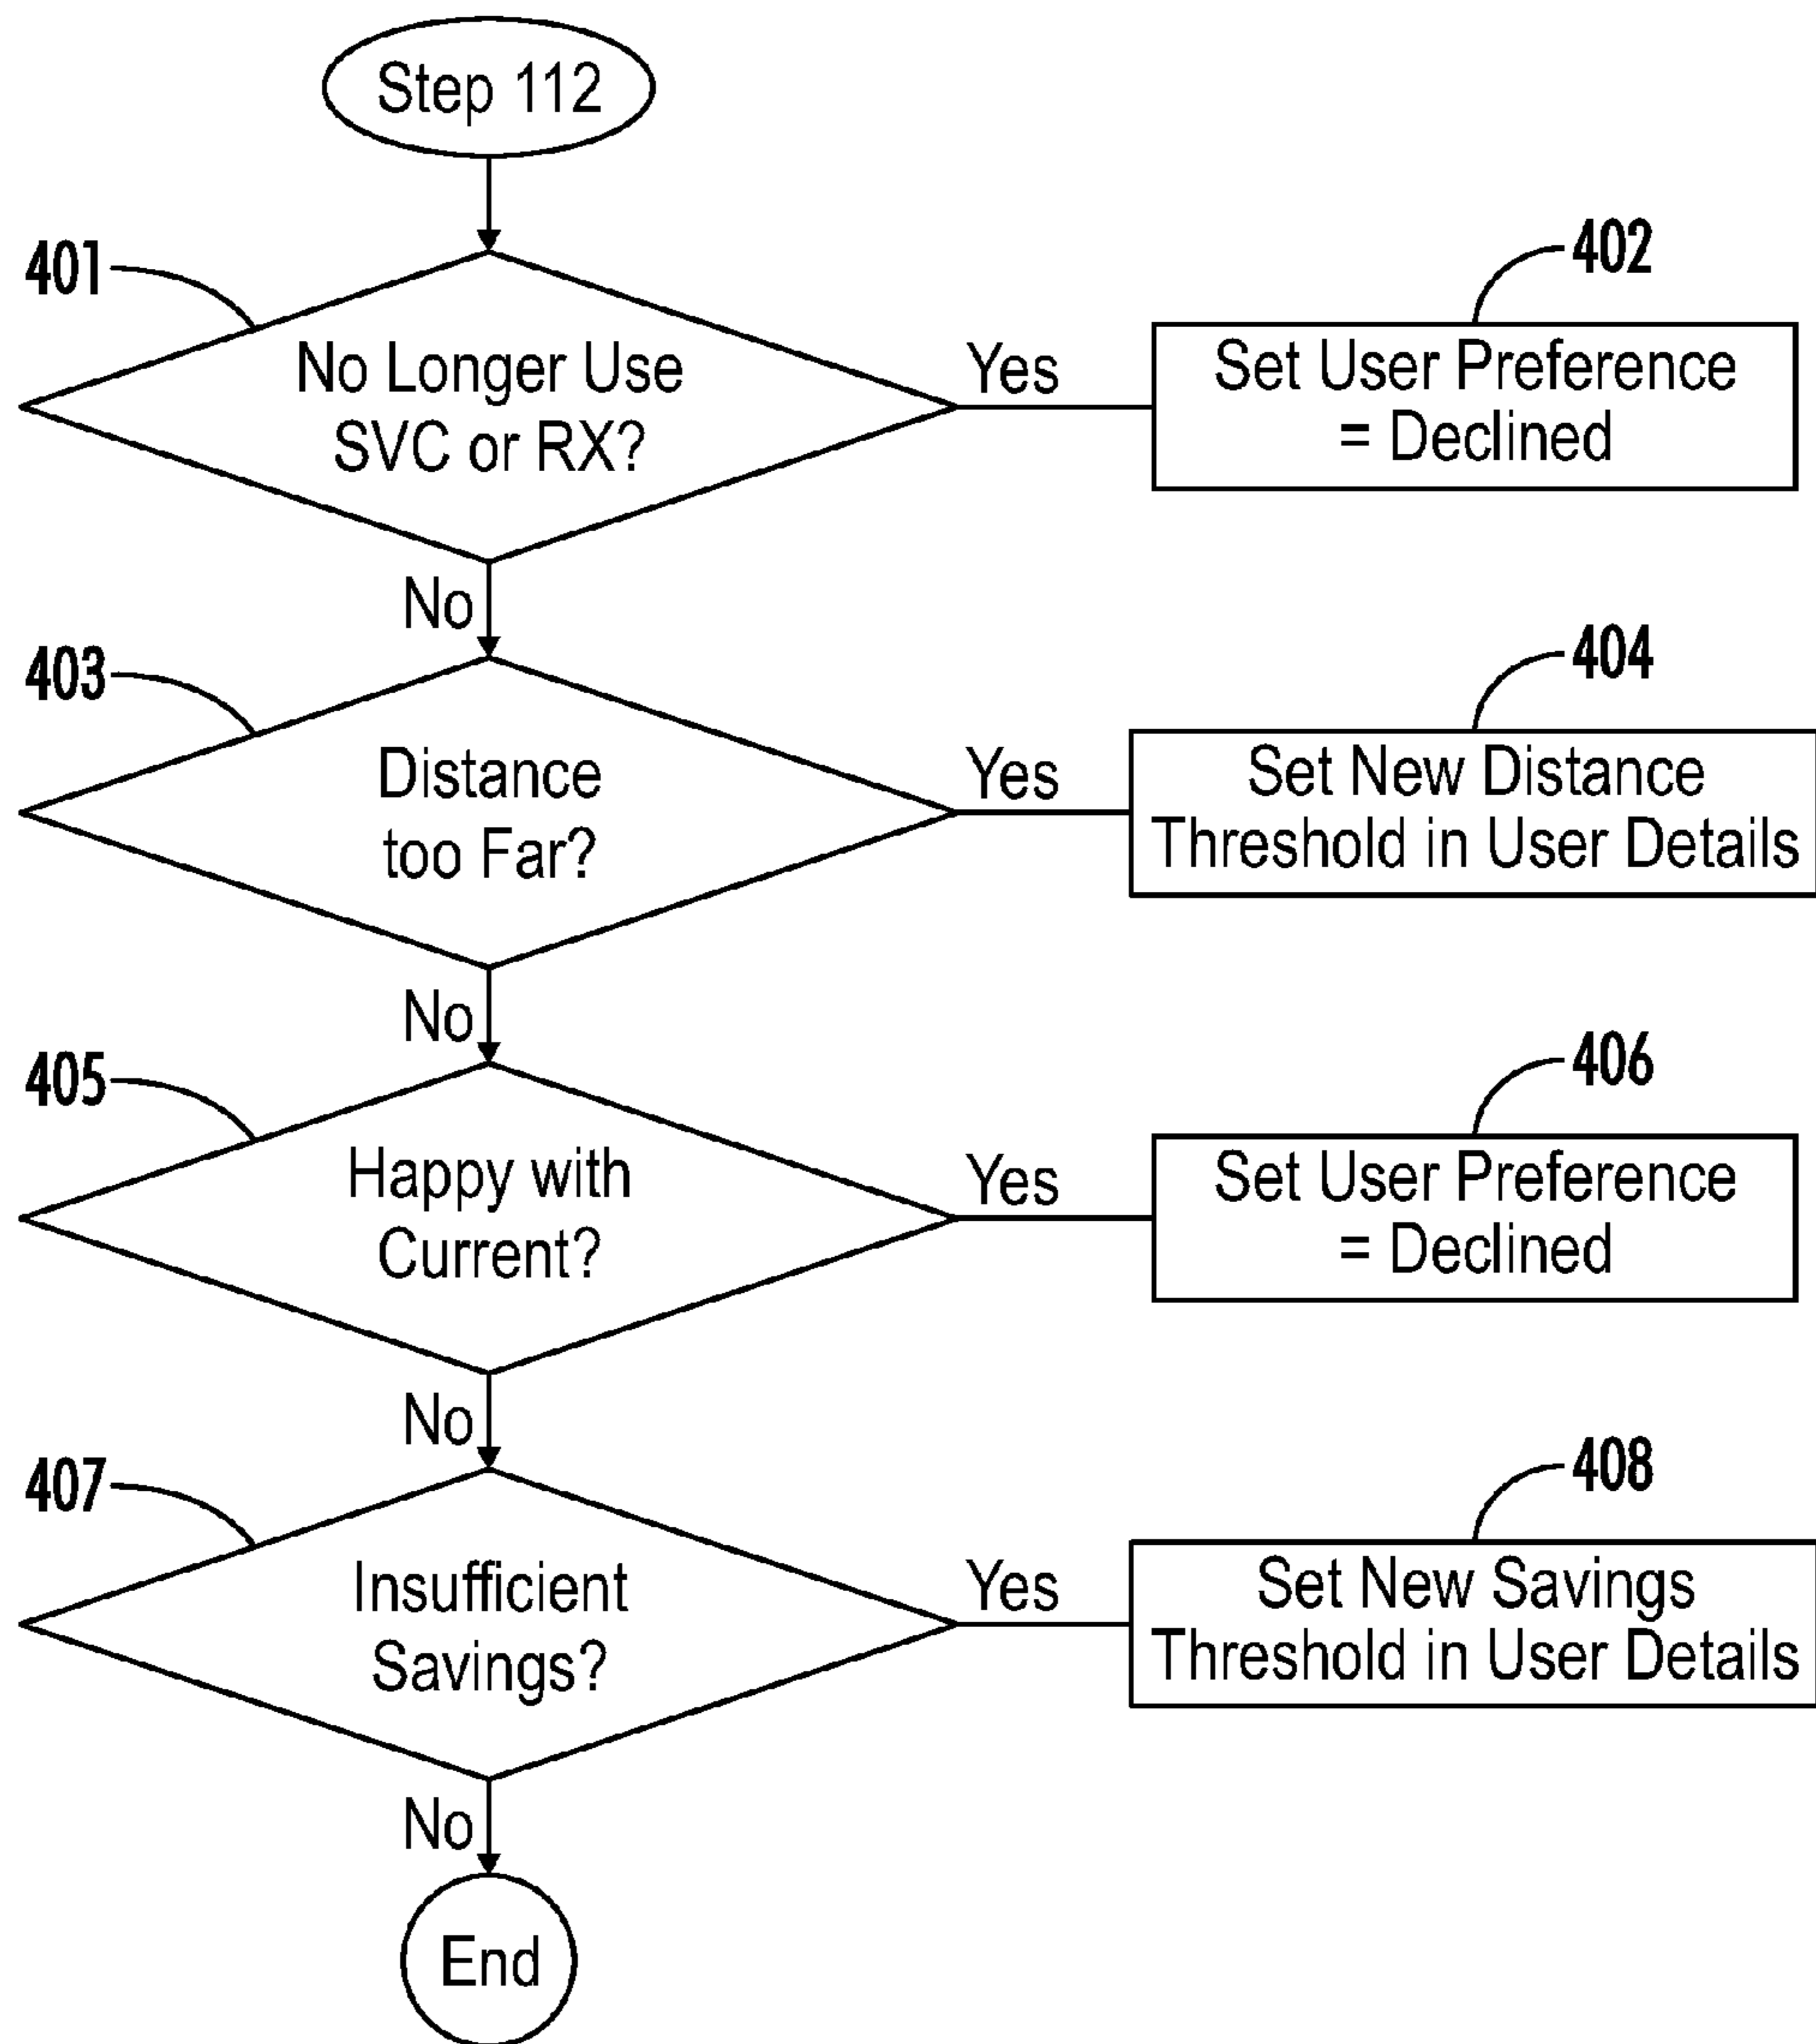 Step 112
401
No Longer Use
SVC or RX?
Yes
402
Set User Preference
= Declined
No
403
Distance
too Far?
Yes
404
Set New Distance
Threshold in User Details
No
405
Happy with
Current?
Yes
406
Set User Preference
= Declined
No
407
Insufficient
Savings?
Yes
408
Set New Savings
Threshold in User Details
No
End